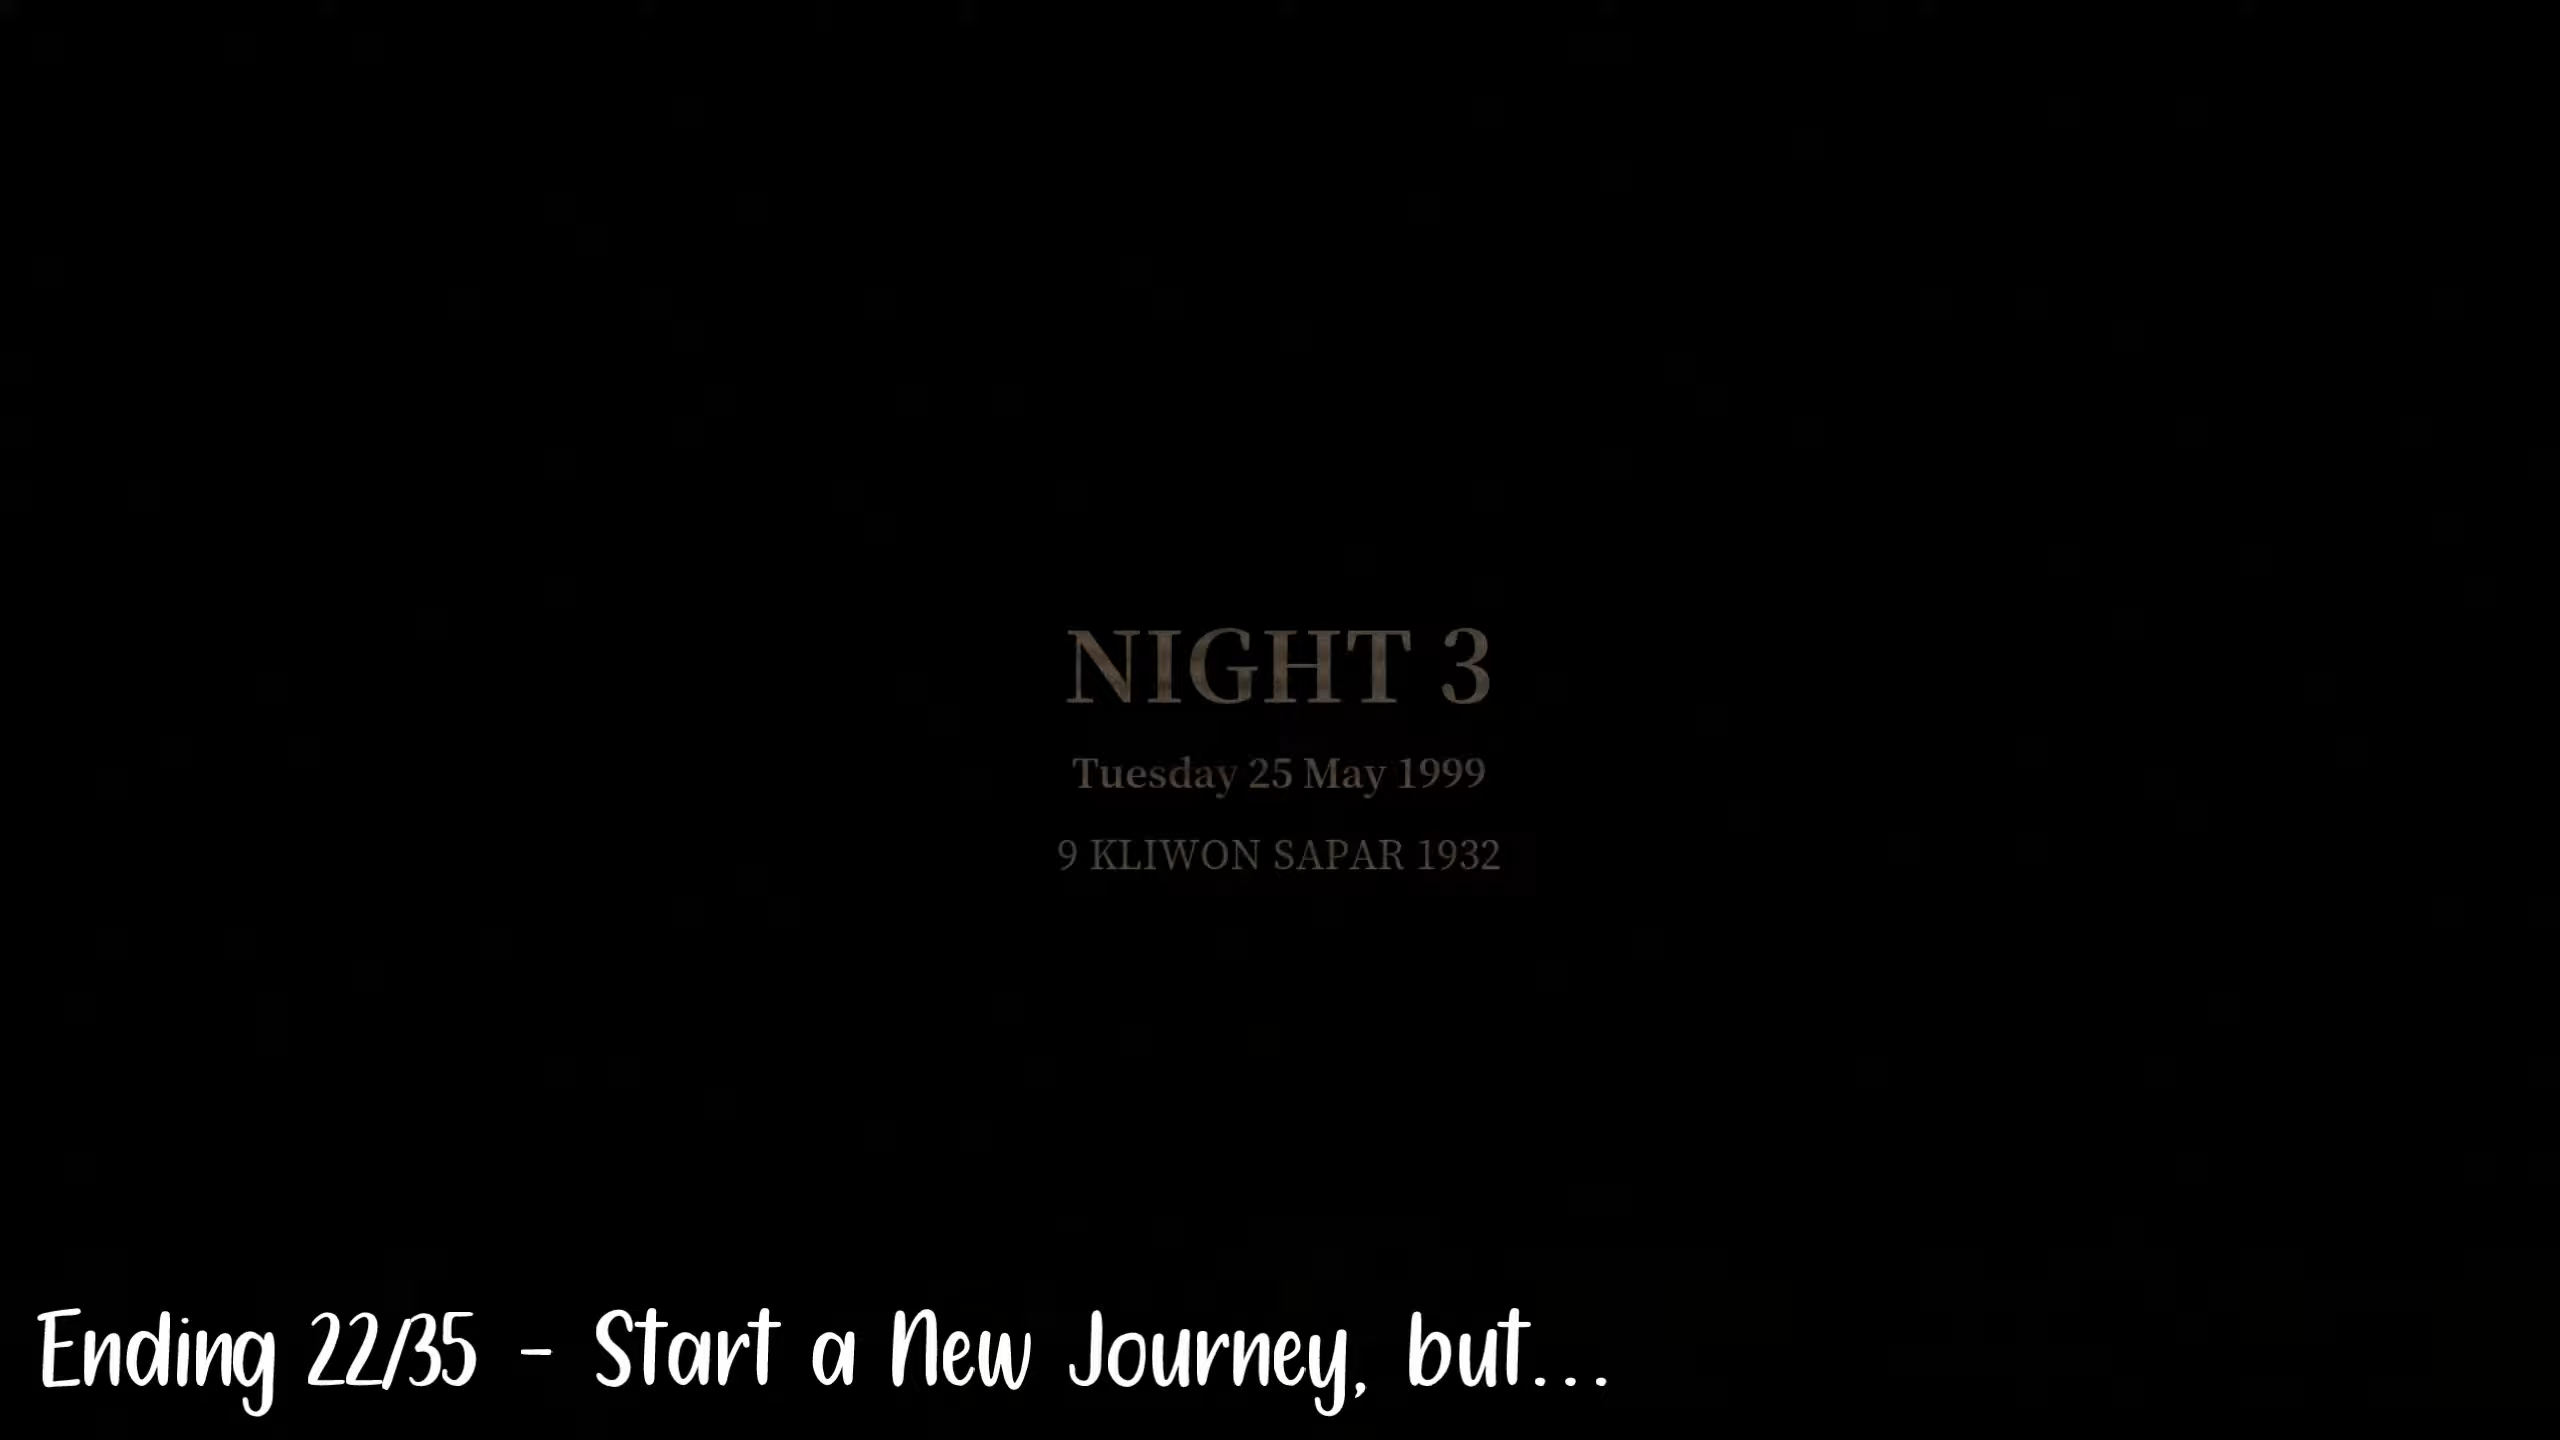 NIGHT 3
Tuesday 25 May 1999
9 KLIWON SAPAR 1932
Ending 22/35 - Start a New Journey, but...